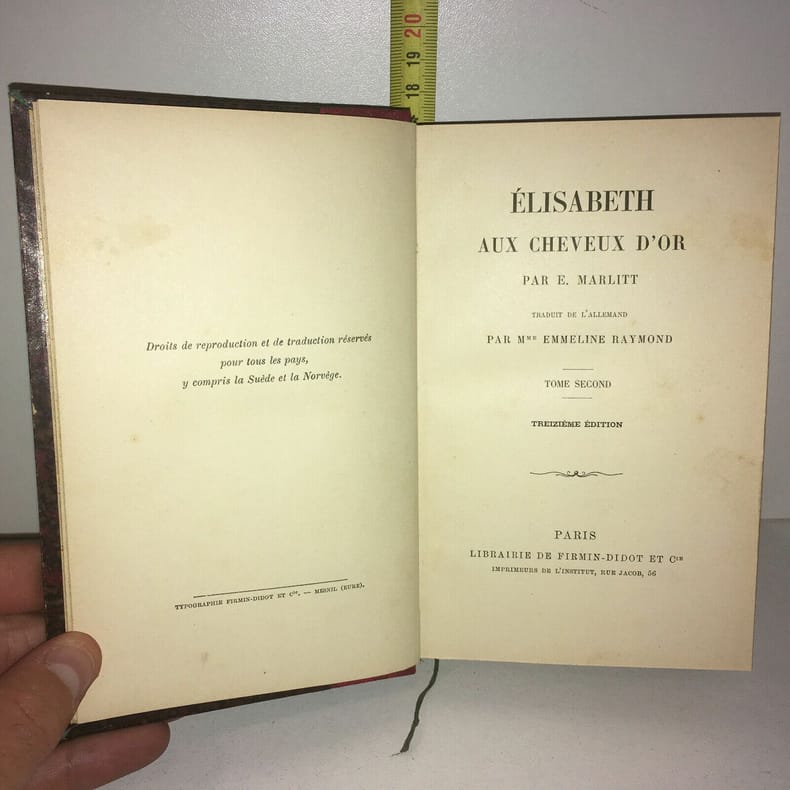 18 19 20
Droits de reproduction et de traduction réservés
pour tous les pays,
y compris la Suède et la Norvège.
TYPOGRAPHIE FIRMIN-DIDOT ET Cie. — MESNIL (EURE).
ÉLISABETH
AUX CHEVEUX D'OR
PAR E. MARLITT
TRADUIT DE L'ALLEMAND
PAR MME EMMELINE RAYMOND
TOME SECOND
TREIZIÈME ÉDITION
PARIS
LIBRAIRIE DE FIRMIN-DIDOT ET CIE
IMPRIMEURS DE L'INSTITUT, RUE JACOB, 56